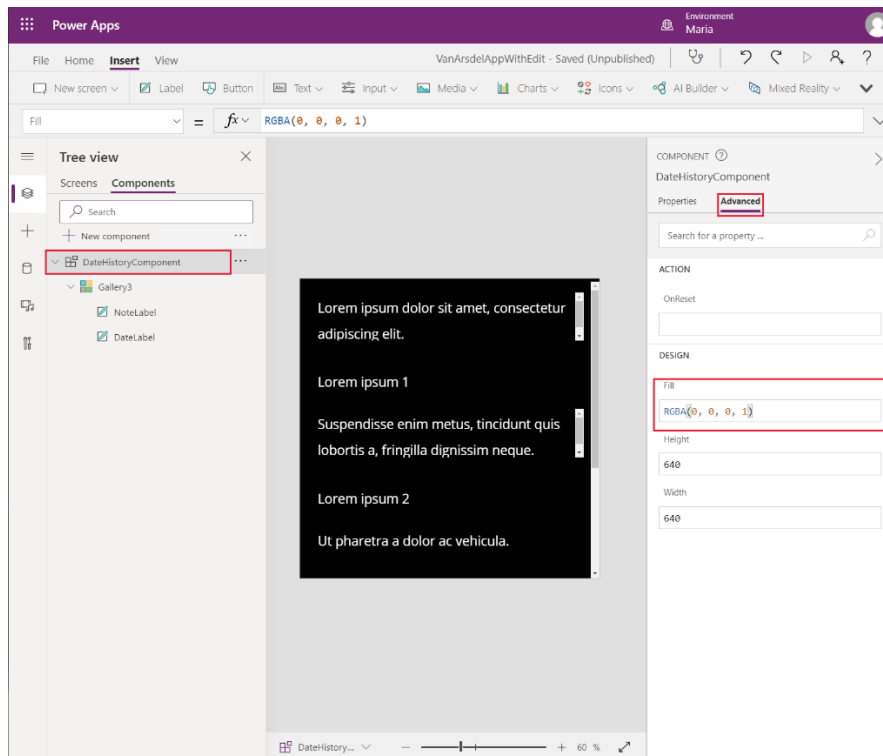 Power Apps
Environment
Maria
File Home Insert View
VanArsdelAppWithEdit - Saved (Unpublished)
New screen Label Button Text Input Media Charts Icons AI Builder Mixed Reality
Fill = fx RGBA(0, 0, 0, 1)
Tree view
Screens Components
Search
New component
DateHistoryComponent
Gallery3
NoteLabel
DateLabel
Lorem ipsum dolor sit amet, consectetur
adipiscing elit.
Lorem ipsum 1
Suspendisse enim metus, tincidunt quis
lobortis a, fringilla dignissim neque.
Lorem ipsum 2
Ut pharetra a dolor ac vehicula.
COMPONENT
DateHistoryComponent
Properties Advanced
Search for a property ...
ACTION
OnReset
DESIGN
Fill
RGBA(0, 0, 0, 1)
Height
640
Width
640
DateHistory... 60 %